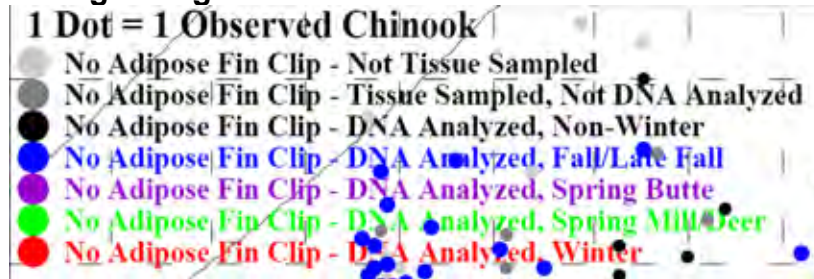 1 Dot = 1 Observed Chinook
No Adipose Fin Clip - Not Tissue Sampled
No Adipose Fin Clip - Tissue Sampled, Not DNA Analyzed
No Adipose Fin Clip - DNA Analyzed, Non-Winter
No Adipose Fin Clip - DNA Analyzed, Fall/Late Fall
No Adipose Fin Clip - DNA Analyzed, Spring Butte
No Adipose Fin Clip - DNA Analyzed, Spring Mill/Deer
No Adipose Fin Clip - DNA Analyzed, Winter